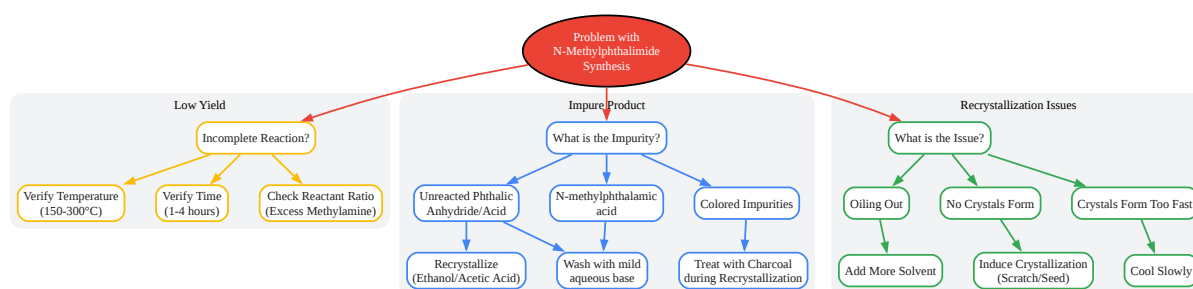 Problem with
N-Methylphthalimide
Synthesis
Low Yield
Impure Product
Recrystallization Issues
Incomplete Reaction?
What is the Impurity?
What is the Issue?
Verify Temperature
(150-300°C)
Verify Time
(1-4 hours)
Check Reactant Ratio
(Excess Methylamine)
Unreacted Phthalic
Anhydride/Acid
N-methylphthalamic
acid
Colored Impurities
Oiling Out
No Crystals Form
Crystals Form Too Fast
Recrystallize
(Ethanol/Acetic Acid)
Wash with mild
aqueous base
Treat with Charcoal
during Recrystallization
Add More Solvent
Induce Crystallization
(Scratch/Seed)
Cool Slowly